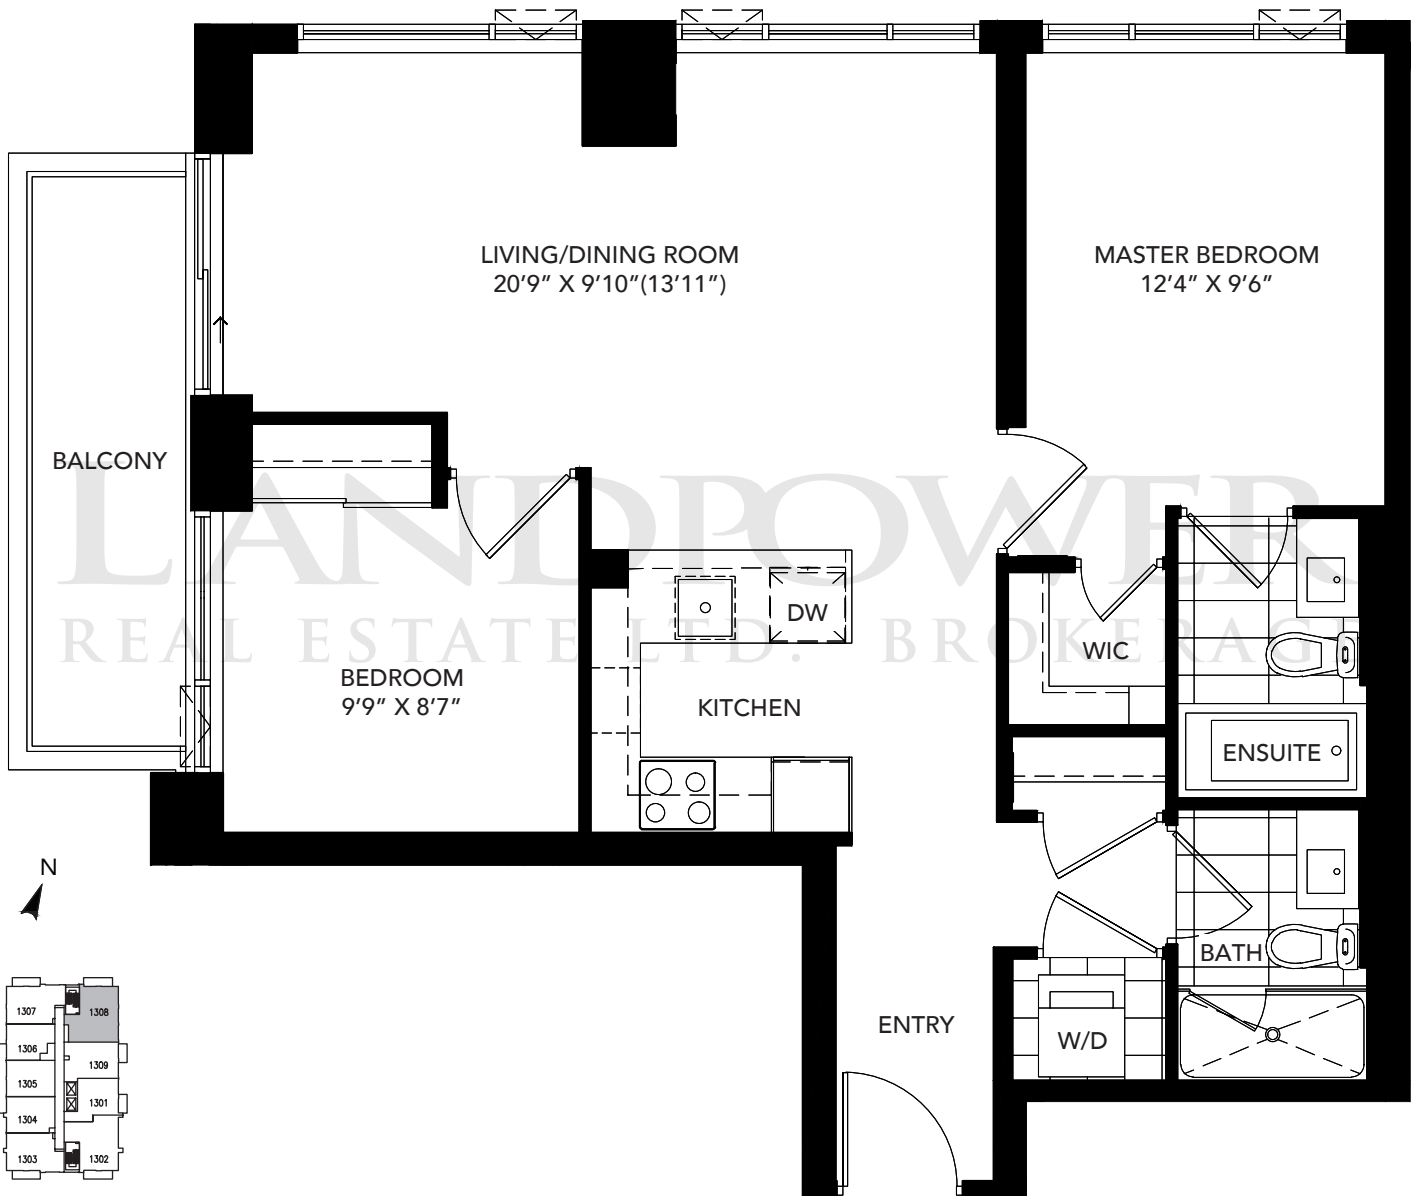 LIVING/DINING ROOM
20'9" X 9'10"(13'11")
MASTER BEDROOM
12'4" X 9'6"
BALCONY
LANDPOWER
REAL ESTATE LTD. BROKERAGE
DW
WIC
BEDROOM
9'9" X 8'7"
KITCHEN
ENSUITE
N
BATH
ENTRY
W/D
1307
1308
1306
1309
1305
1301
1304
1303
1302